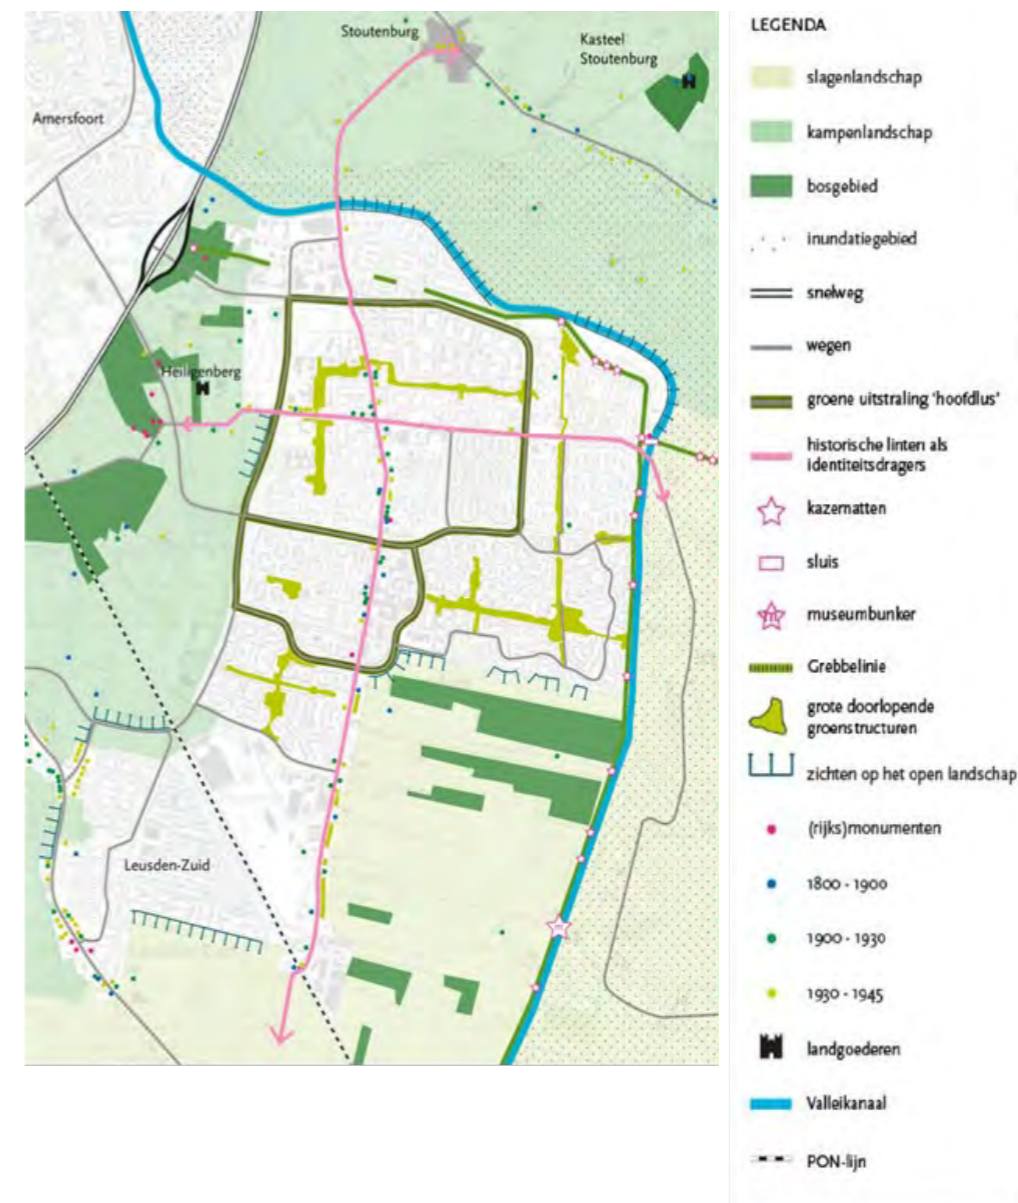 Stoutenburg
Kasteel
Stoutenburg
Amersfoort
Heiligenberg
Leusden-Zuid
LEGENDA
slagenlandschap
kampenlandschap
bosgebied
inundatiegebied
snelweg
wegen
groene uitstraling 'hoofdlus'
historische linten als
identiteitsdragers
kazematten
sluis
museumbunker
Grebbelinie
grote doorlopende
groenstructuren
zichten op het open landschap
(rijks)monumenten
1800 - 1900
1900 - 1930
1930 - 1945
landgoederen
Valleikanaal
PON-lijn